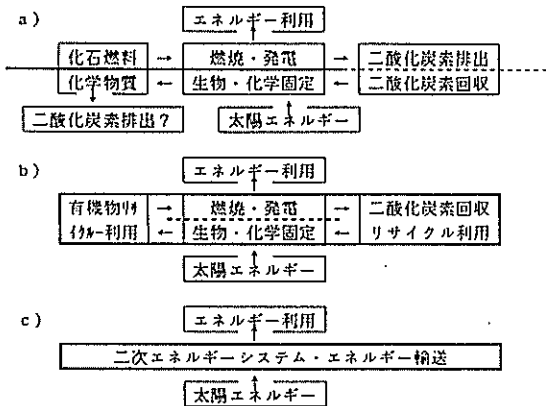 a)
エネルギー利用
化石燃料 → 燃焼・発電 → 二酸化炭素排出
化学物質 ← 生物・化学固定 ← 二酸化炭素回収
二酸化炭素排出？ 太陽エネルギー
b)
エネルギー利用
有機物リサ → 燃焼・発電 → 二酸化炭素回収
イクルー利用 ← 生物・化学固定 ← リサイクル利用
太陽エネルギー
c)
エネルギー利用
二次エネルギーシステム・エネルギー輸送
太陽エネルギー